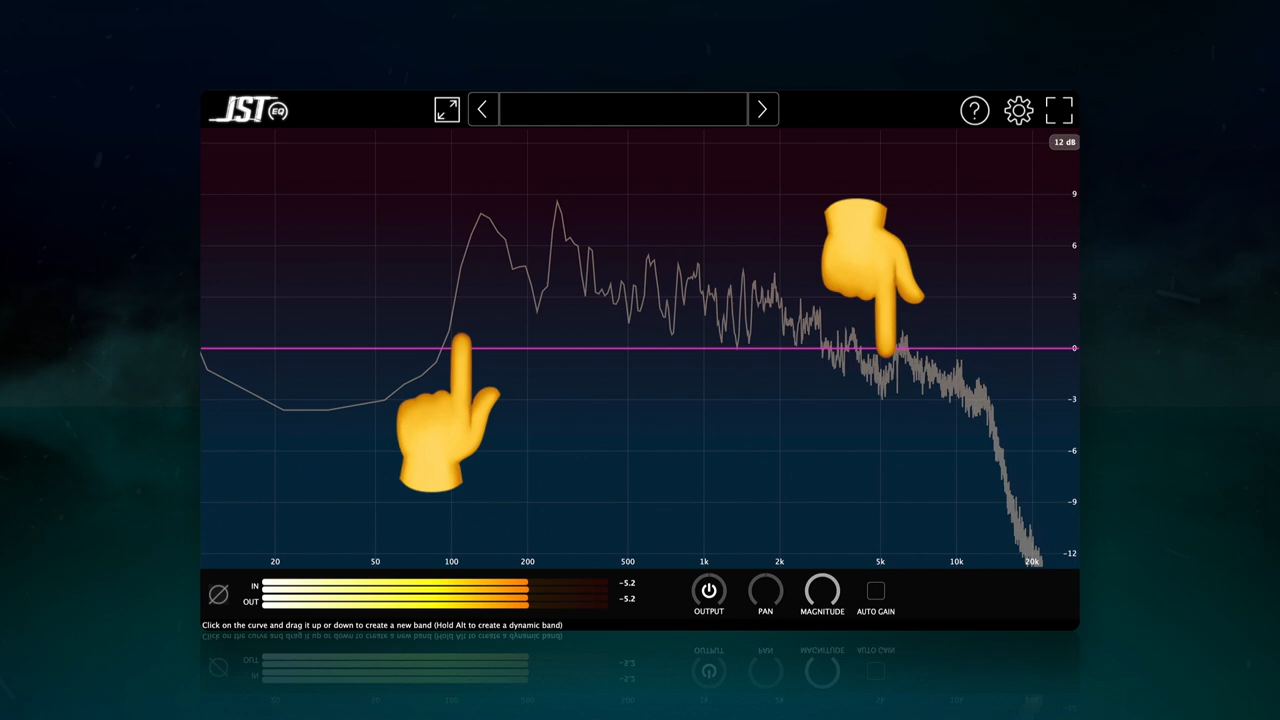 JST EQ
?
12 dB
9
6
3
0
-3
-6
-9
-12
20 50 100 200 500 1k 2k 5k 10k 20k
IN -5.2
OUT -5.2
OUTPUT PAN MAGNITUDE AUTO GAIN
Click on the curve and drag it up or down to create a new band (Hold Alt to create a dynamic band)